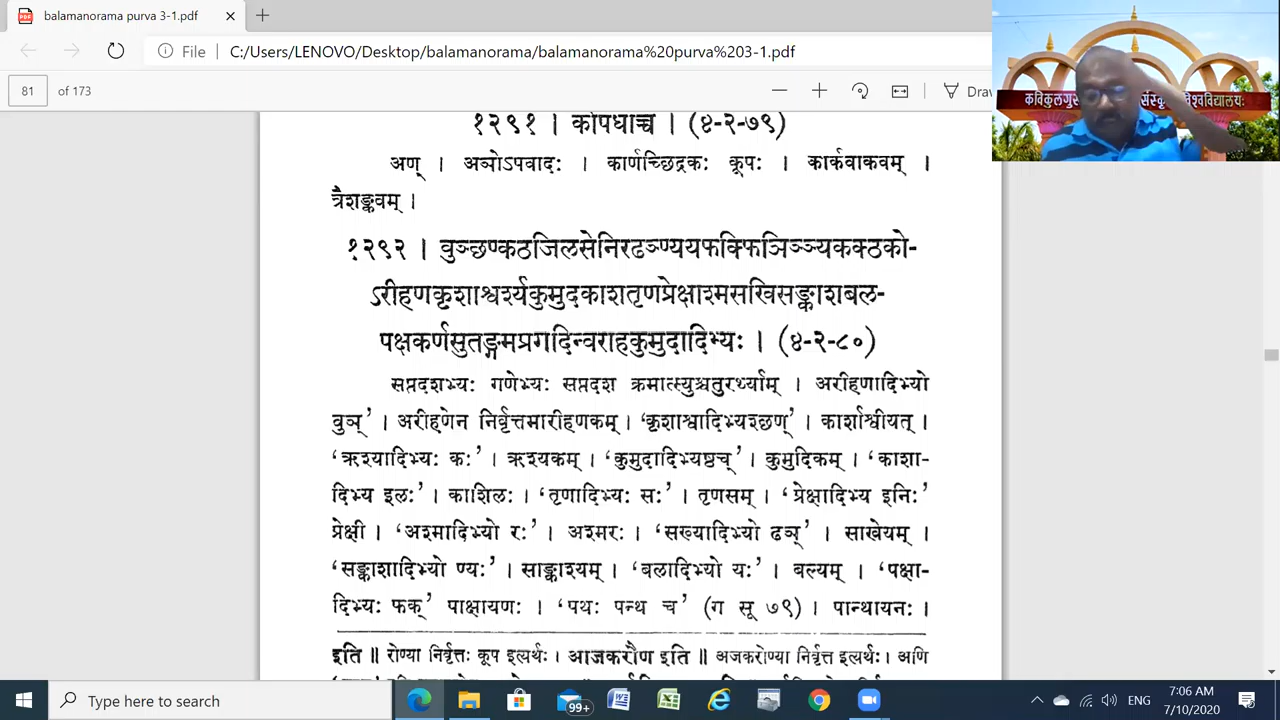 balamanorama purva 3-1.pdf
File
C:/Users/LENOVO/Desktop/balamanorama/balamanorama%20purva%203-1.pdf
81 of 173
Draw
कविकुलगुरु संस्कृत विश्वविद्यालयः
१२९१ । कोपधाच्च । (४-२-७९)
अण् । अञोऽपवादः । कार्णच्छिद्रकः कूपः । कार्कवाकवम् ।
त्रैशङ्कवम् ।
१२९२ । वुञ्छण्कठजिलसेनिरढञ्ण्ययफक्फिञिञ्ञ्यकक्ठको-
ऽरीहणकृशाश्वर्श्यकुमुदकाशतृणप्रेक्षाश्मसखिसङ्काशबल-
पक्षकर्णसुतङ्गमप्रगदिन्वराहकुमुदादिभ्यः । (४-२-८०)
सप्तदशभ्यः गणेभ्यः सप्तदश क्रमात्स्युश्चतुरर्थ्याम् । अरीहणादिभ्यो
वुञ्’ । अरीहणेन निर्वृत्तमारीहणकम् । ‘कृशाश्वादिभ्यश्छण्’ । कार्शाश्वीयत् ।
‘ऋश्यादिभ्यः कः’ । ऋश्यकम् । ‘कुमुदादिभ्यष्ठच्’ । कुमुदिकम् । ‘काशा-
दिभ्य इलः’ । काशिलः । ‘तृणादिभ्यः सः’ । तृणसम् । ‘प्रेक्षादिभ्य इनिः’
प्रेक्षी । ‘अश्मादिभ्यो रः’ । अश्मरः । ‘सख्यादिभ्यो ढञ्’ । साखेयम् ।
‘सङ्काशादिभ्यो ण्यः’ । साङ्काश्यम् । ‘बलादिभ्यो यः’ । बल्यम् । ‘पक्षा-
दिभ्यः फक्’ पाक्षायणः । ‘पथः पन्थ च’ (ग सू ७९) । पान्थायनः ।
इति ॥ रोण्या निर्वृत्तः कूप इत्यर्थः । आजकरौण इति ॥ अजकरोण्या निर्वृत्त इत्यर्थः । अणि
Type here to search
99+
ENG
7:06 AM
7/10/2020